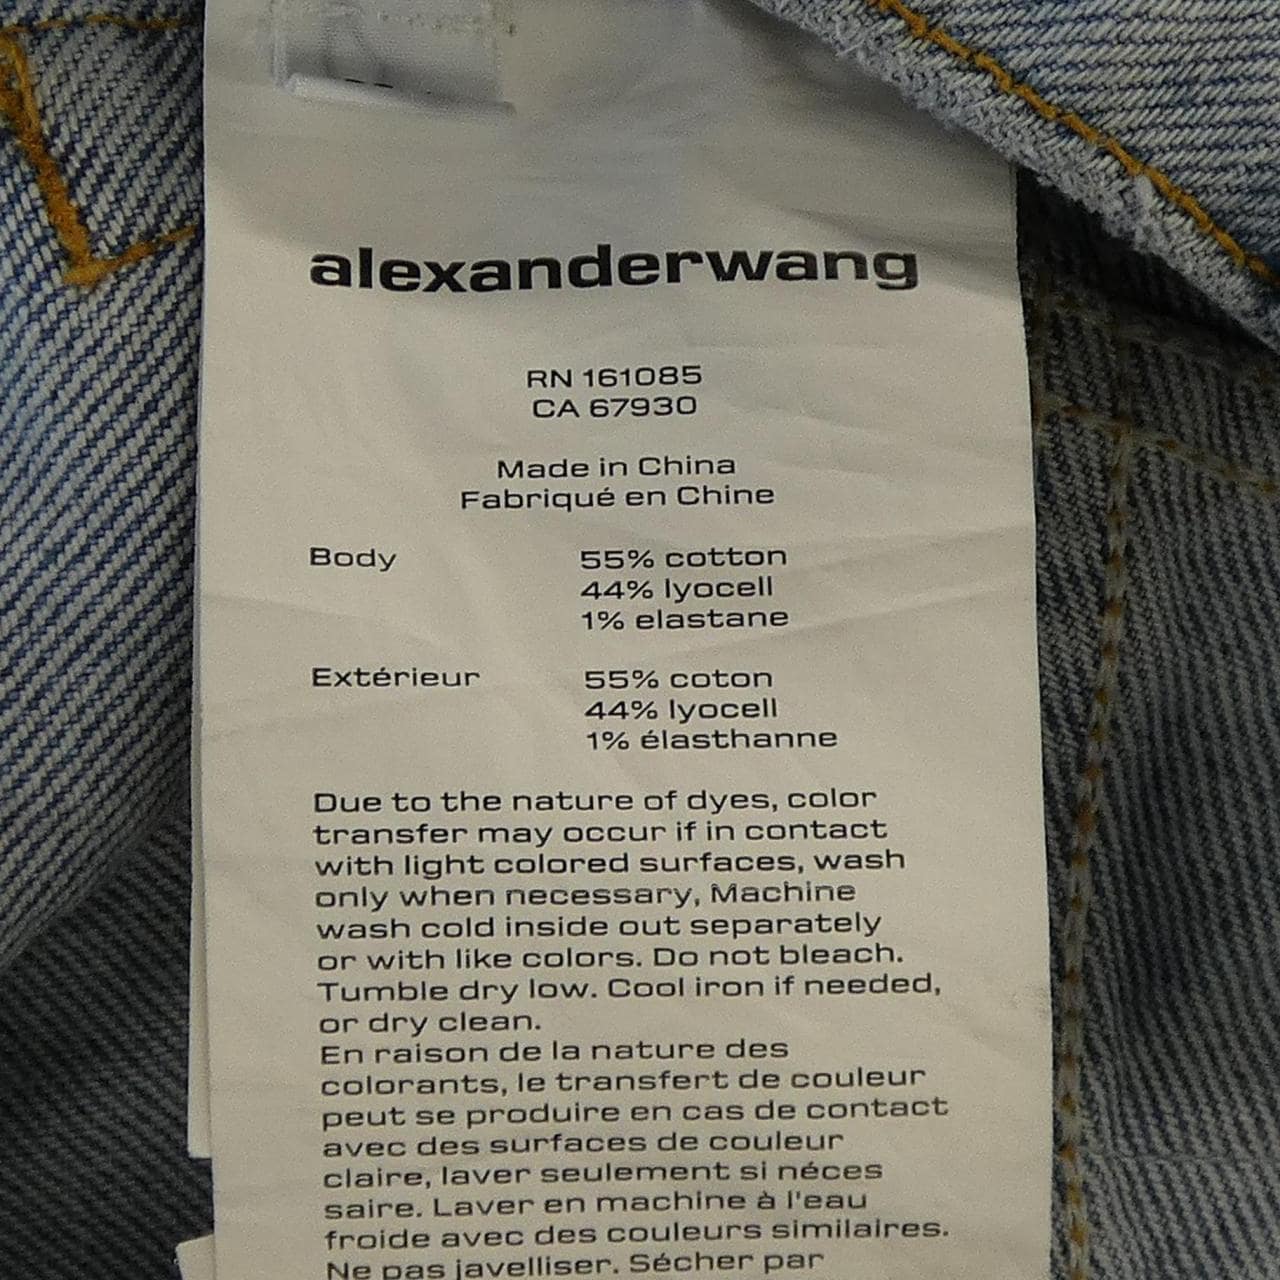 alexanderwang
RN 161085
CA 67930
Made in China
Fabriqué en Chine
Body 55% cotton
44% lyocell
1% elastane
Extérieur 55% coton
44% lyocell
1% élasthanne
Due to the nature of dyes, color
transfer may occur if in contact
with light colored surfaces, wash
only when necessary, Machine
wash cold inside out separately
or with like colors. Do not bleach.
Tumble dry low. Cool iron if needed,
or dry clean.
En raison de la nature des
colorants, le transfert de couleur
peut se produire en cas de contact
avec des surfaces de couleur
claire, laver seulement si néces
saire. Laver en machine à l'eau
froide avec des couleurs similaires.
Ne pas javelliser. Sécher par